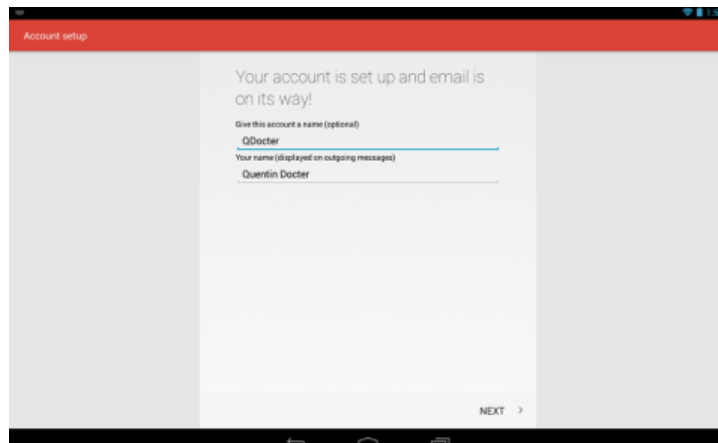 Account setup
Your account is set up and email is
on its way!
Give this account a name (optional)
QDocter
Your name (displayed on outgoing messages)
Quentin Docter
NEXT